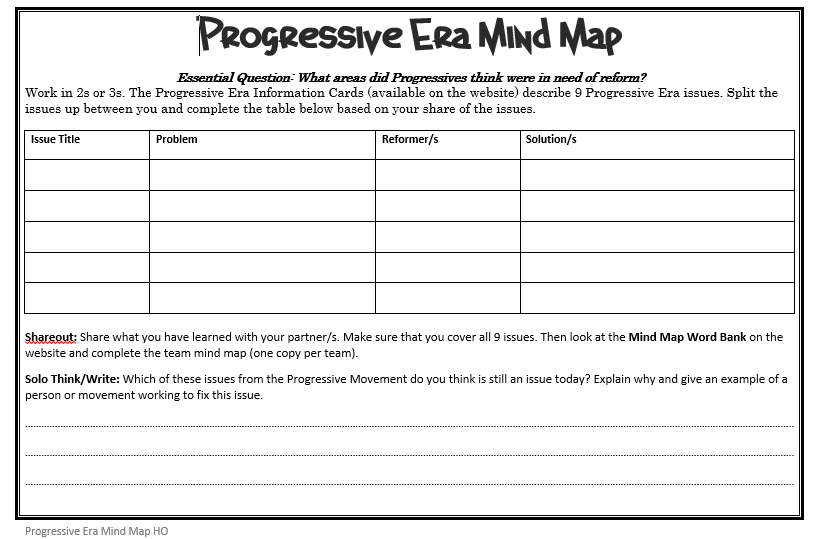 Progressive Era Mind Map
Essential Question: What areas did Progressives think were in need of reform?
Work in 2s or 3s. The Progressive Era Information Cards (available on the website) describe 9 Progressive Era issues. Split the
issues up between you and complete the table below based on your share of the issues.
Issue Title Problem Reformer/s Solution/s
Shareout: Share what you have learned with your partner/s. Make sure that you cover all 9 issues. Then look at the Mind Map Word Bank on the
website and complete the team mind map (one copy per team).
Solo Think/Write: Which of these issues from the Progressive Movement do you think is still an issue today? Explain why and give an example of a
person or movement working to fix this issue.
Progressive Era Mind Map HO